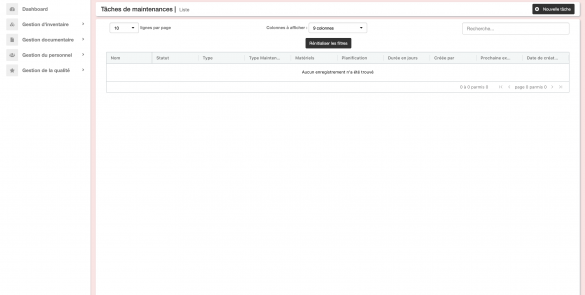 Dashboard
Gestion d'inventaire
Gestion documentaire
Gestion du personnel
Gestion de la qualité
Tâches de maintenances | Liste
Nouvelle tâche
10 lignes par page
Colonnes à afficher : 9 colonnes
Recherche...
Réinitialiser les filtres
Nom Statut Type Type Mainten... Matériels Planification Durée en jours Créée par Prochaine ex... Date de créat...
Aucun enregistrement n'a été trouvé
0 à 0 parmis 0 page 0 parmis 0